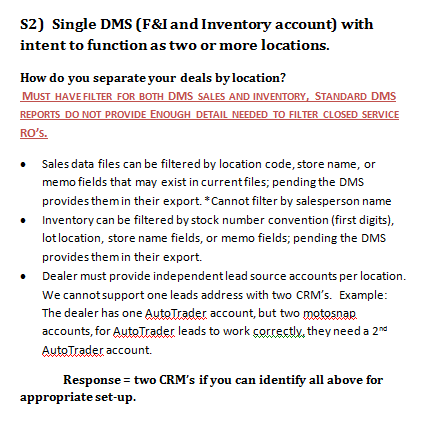 S2) Single DMS (F&I and Inventory account) with
intent to function as two or more locations.
How do you separate your deals by location?
MUST HAVE FILTER FOR BOTH DMS SALES AND INVENTORY, STANDARD DMS
REPORTS DO NOT PROVIDE ENOUGH DETAIL NEEDED TO FILTER CLOSED SERVICE
RO'S.
• Sales data files can be filtered by location code, store name, or
memo fields that may exist in current files; pending the DMS
provides them in their export. *Cannot filter by salesperson name
• Inventory can be filtered by stock number convention (first digits),
lot location, store name fields, or memo fields; pending the DMS
provides them in their export.
• Dealer must provide independent lead source accounts per location.
We cannot support one leads address with two CRM's. Example:
The dealer has one AutoTrader account, but two motosnap
accounts, for AutoTrader leads to work correctly, they need a 2nd
AutoTrader account.
Response = two CRM's if you can identify all above for
appropriate set-up.